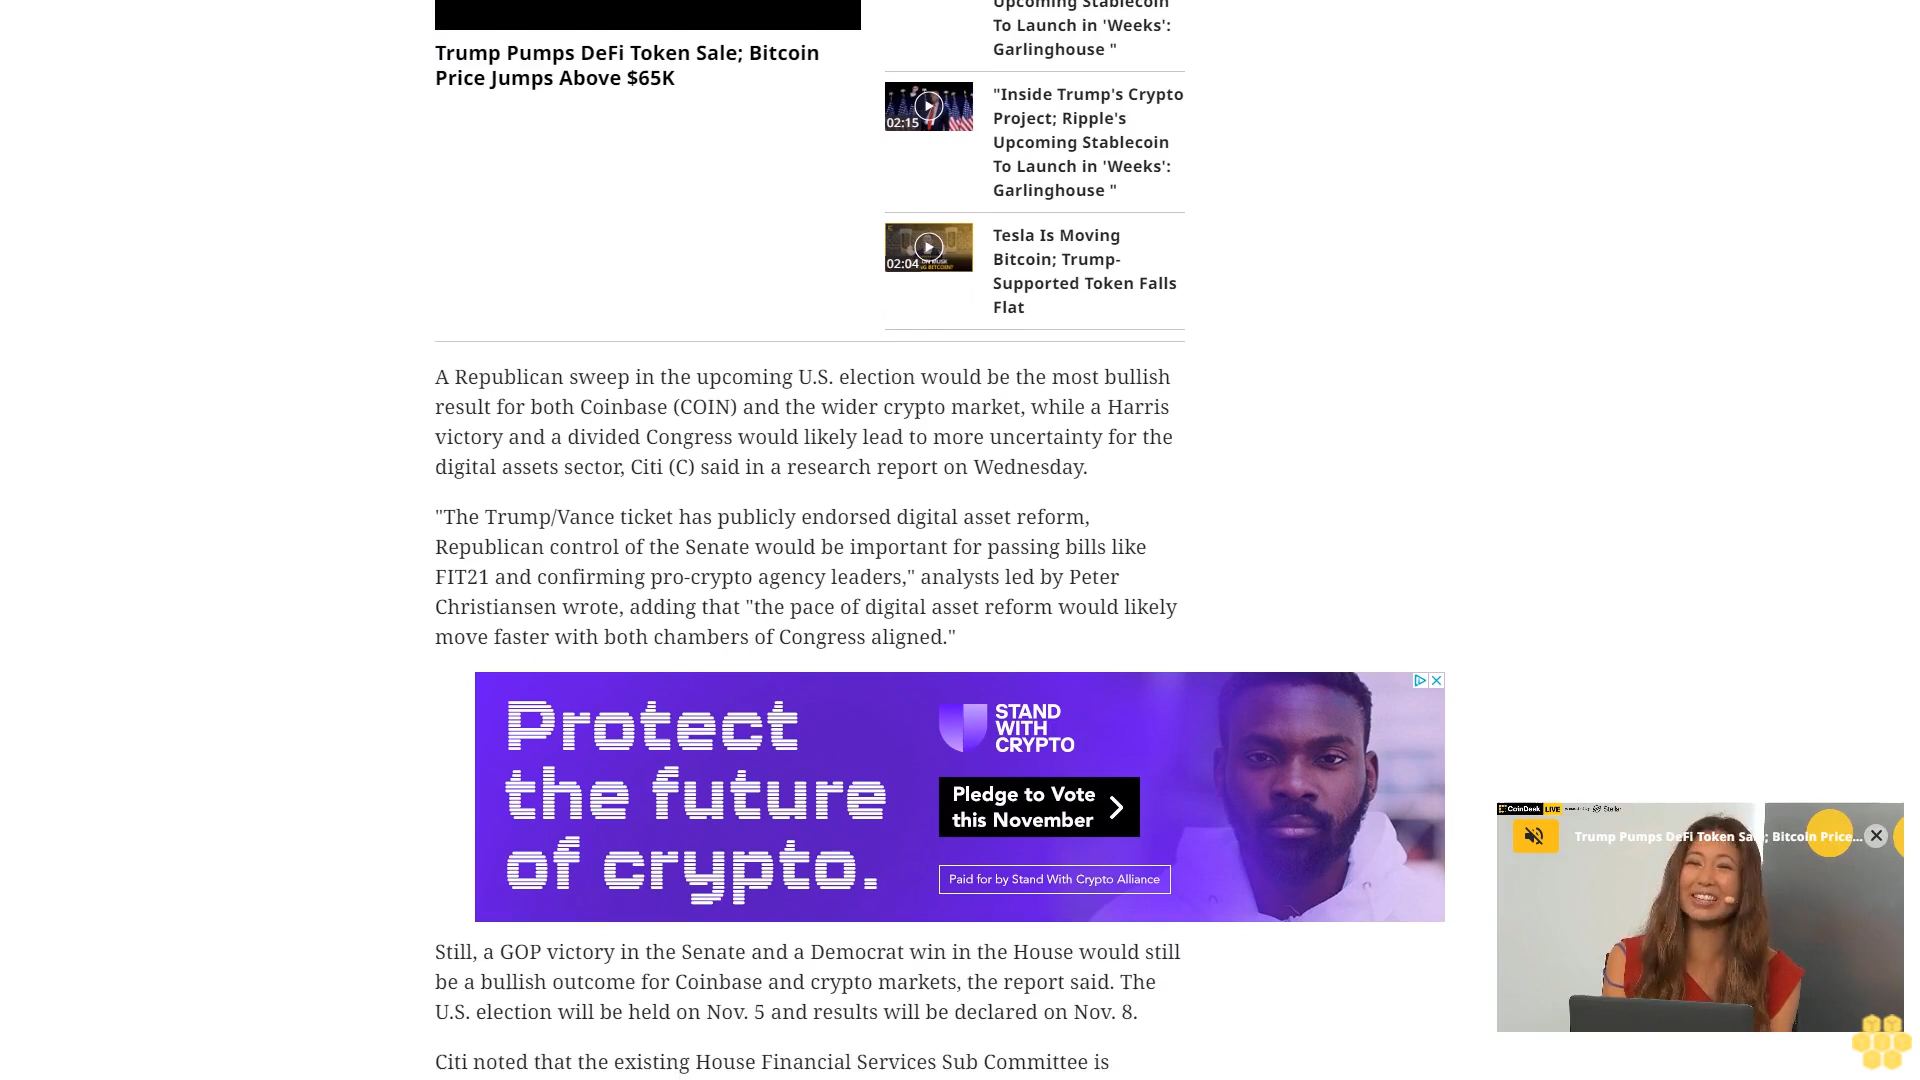 Trump Pumps DeFi Token Sale; Bitcoin
Price Jumps Above $65K
Upcoming Stablecoin
To Launch in 'Weeks':
Garlinghouse "
02:15
"Inside Trump's Crypto
Project; Ripple's
Upcoming Stablecoin
To Launch in 'Weeks':
Garlinghouse "
02:04
Tesla Is Moving
Bitcoin; Trump-
Supported Token Falls
Flat
A Republican sweep in the upcoming U.S. election would be the most bullish
result for both Coinbase (COIN) and the wider crypto market, while a Harris
victory and a divided Congress would likely lead to more uncertainty for the
digital assets sector, Citi (C) said in a research report on Wednesday.
"The Trump/Vance ticket has publicly endorsed digital asset reform,
Republican control of the Senate would be important for passing bills like
FIT21 and confirming pro-crypto agency leaders," analysts led by Peter
Christiansen wrote, adding that "the pace of digital asset reform would likely
move faster with both chambers of Congress aligned."
Protect
the future
of crypto.
STAND
WITH
CRYPTO
Pledge to Vote
this November
Paid for by Stand With Crypto Alliance
CoinDesk LIVE
Stellar
Trump Pumps DeFi Token Sale; Bitcoin Price...
Still, a GOP victory in the Senate and a Democrat win in the House would still
be a bullish outcome for Coinbase and crypto markets, the report said. The
U.S. election will be held on Nov. 5 and results will be declared on Nov. 8.
Citi noted that the existing House Financial Services Sub Committee is